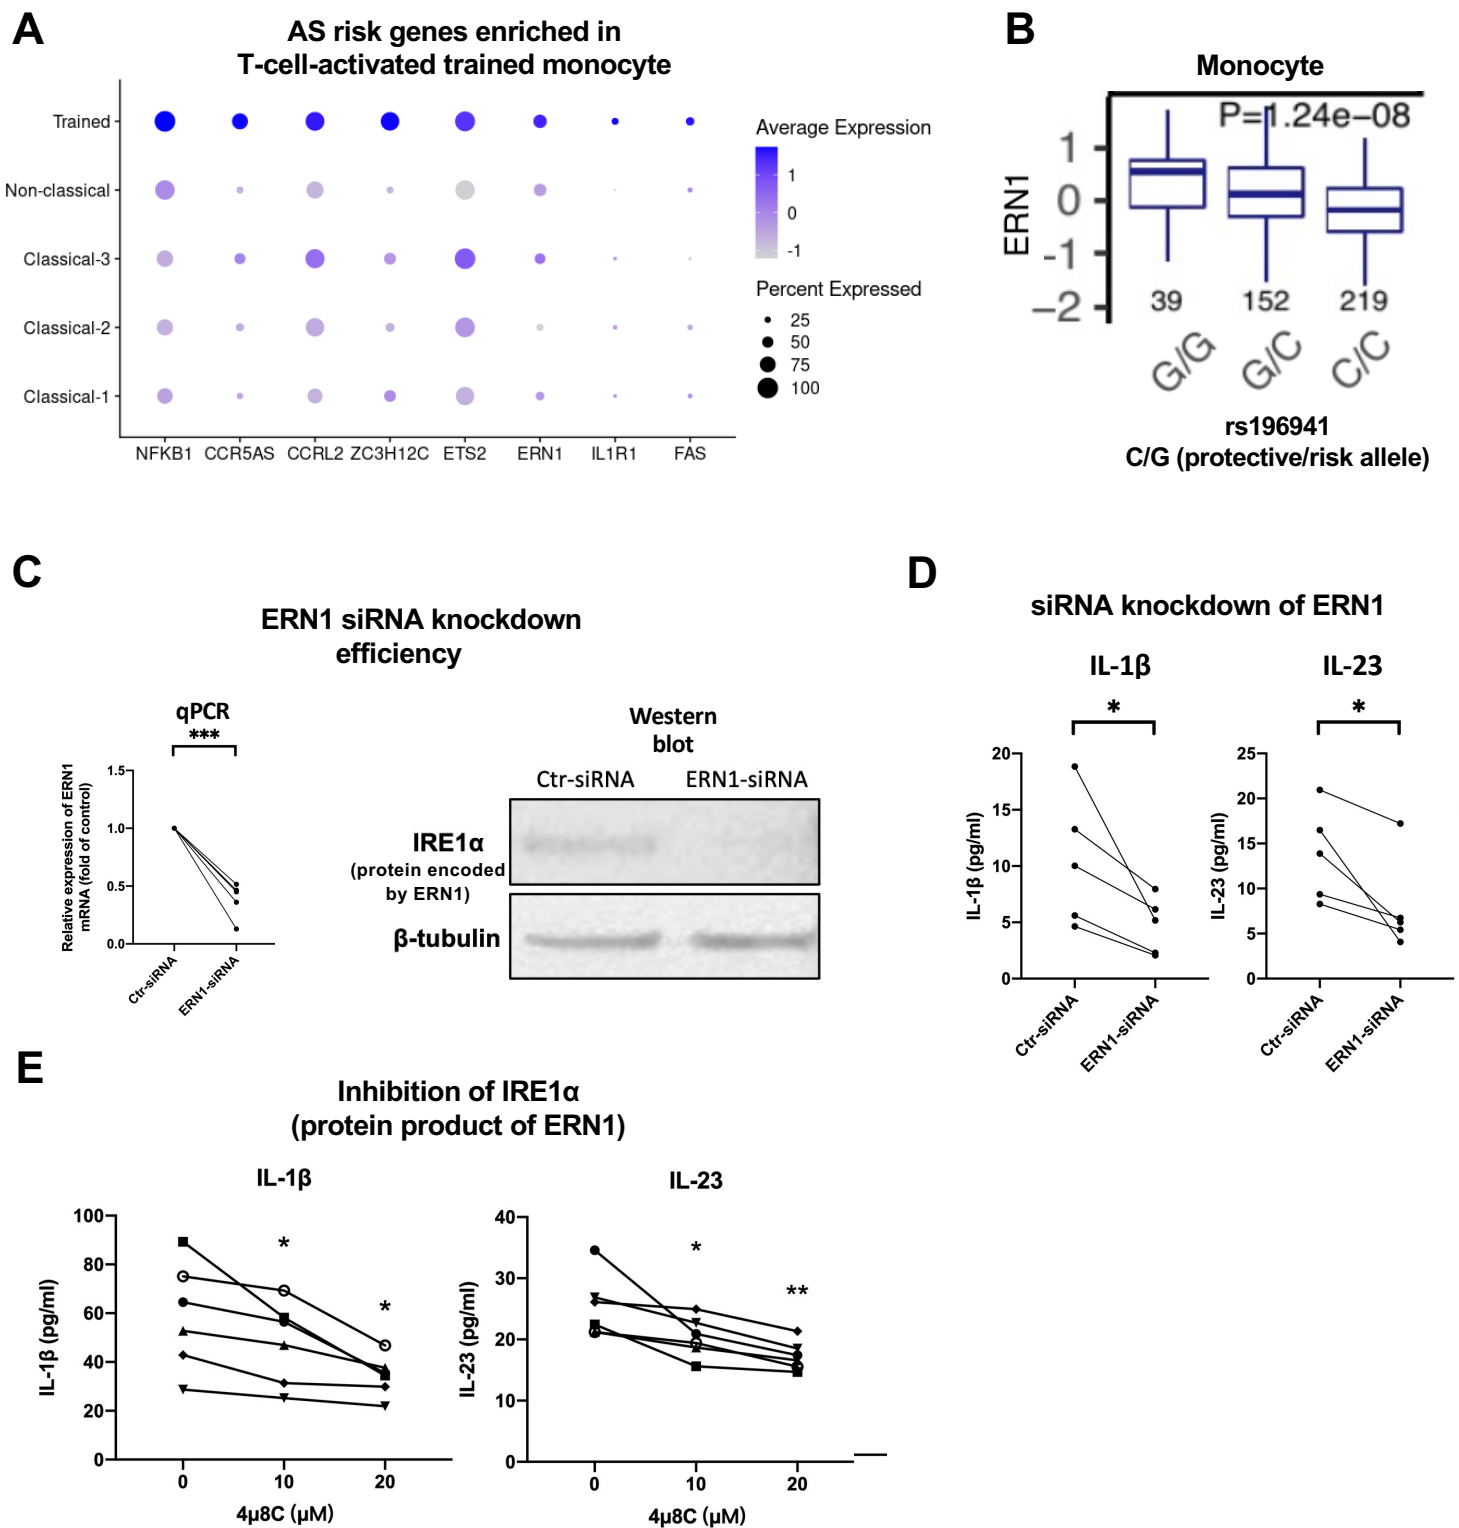 A
AS risk genes enriched in
T-cell-activated trained monocyte
Trained
Non-classical
Classical-3
Classical-2
Classical-1
NFKB1 CCR5AS CCRL2 ZC3H12C ETS2 ERN1 IL1R1 FAS
Average Expression
1
0
-1
Percent Expressed
25
50
75
100
B
Monocyte
P=1.24e−08
ERN1
1
0
-1
−2
39 152 219
G/G G/C C/C
rs196941
C/G (protective/risk allele)
C
ERN1 siRNA knockdown
efficiency
qPCR
***
Relative expression of ERN1
mRNA (fold of control)
1.5
1.0
0.5
0.0
Ctr-siRNA ERN1-siRNA
Western
blot
Ctr-siRNA ERN1-siRNA
IRE1α
(protein encoded
by ERN1)
β-tubulin
D
siRNA knockdown of ERN1
IL-1β
*
IL-1β (pg/ml)
20
15
10
5
0
Ctr-siRNA ERN1-siRNA
IL-23
*
IL-23 (pg/ml)
25
20
15
10
5
0
Ctr-siRNA ERN1-siRNA
E
Inhibition of IRE1α
(protein product of ERN1)
IL-1β
IL-1β (pg/ml)
100
80
60
40
20
0
*
*
0 10 20
4μ8C (μM)
IL-23
IL-23 (pg/ml)
40
30
20
10
0
*
**
0 10 20
4μ8C (μM)